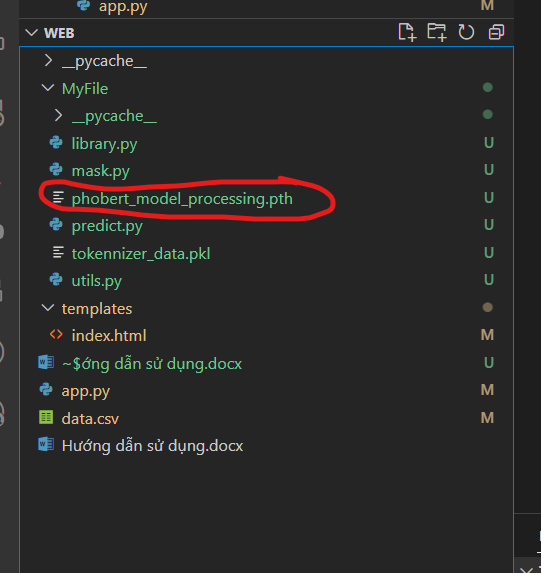 app.py M
WEB
__pycache__
MyFile
__pycache__
library.py U
mask.py U
phobert_model_processing.pth U
predict.py U
tokennizer_data.pkl U
utils.py U
templates
index.html M
~$ớng dẫn sử dụng.docx U
app.py M
data.csv M
Hướng dẫn sử dụng.docx